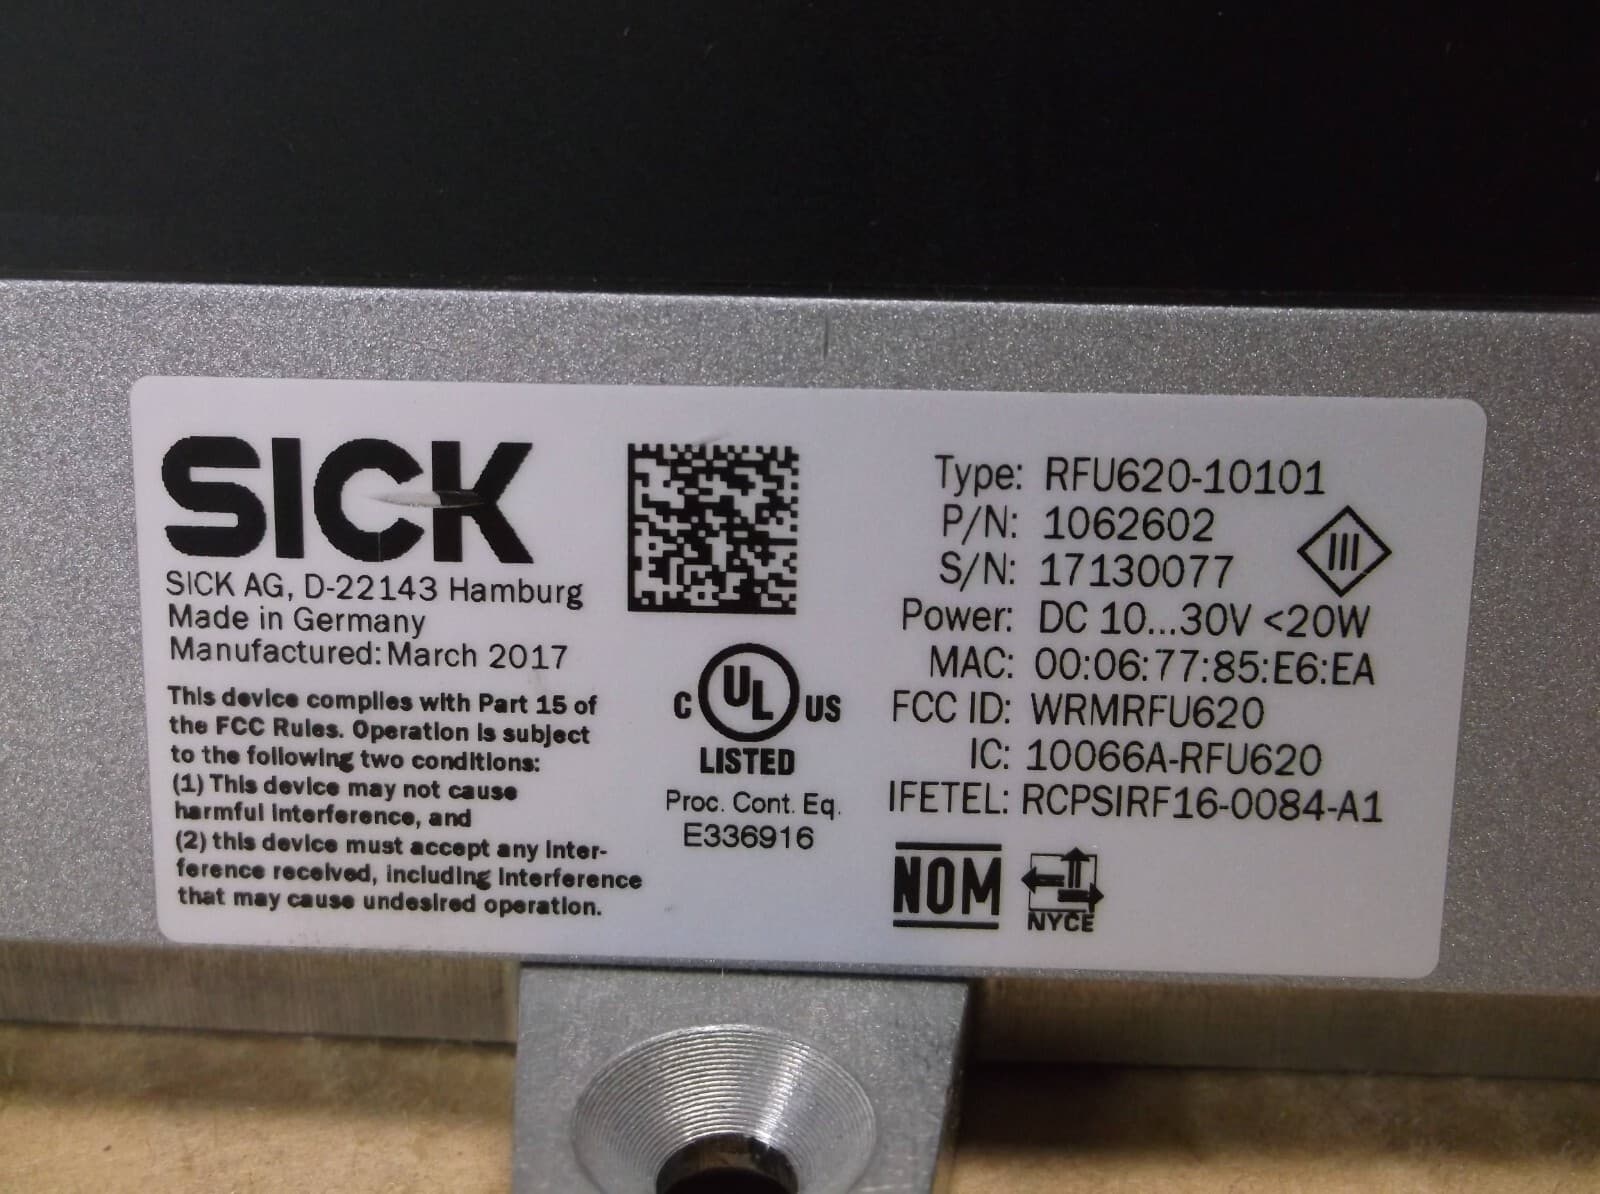 SICK
SICK AG, D-22143 Hamburg
Made in Germany
Manufactured: March 2017
This device complies with Part 15 of
the FCC Rules. Operation is subject
to the following two conditions:
(1) This device may not cause
harmful interference, and
(2) this device must accept any inter-
ference received, including interference
that may cause undesired operation.
C UL US
LISTED
Proc. Cont. Eq.
E336916
Type: RFU620-10101
P/N: 1062602
S/N: 17130077
III
Power: DC 10...30V <20W
MAC: 00:06:77:85:E6:EA
FCC ID: WRMRFU620
IC: 10066A-RFU620
IFETEL: RCPSIRF16-0084-A1
NOM
NYCE